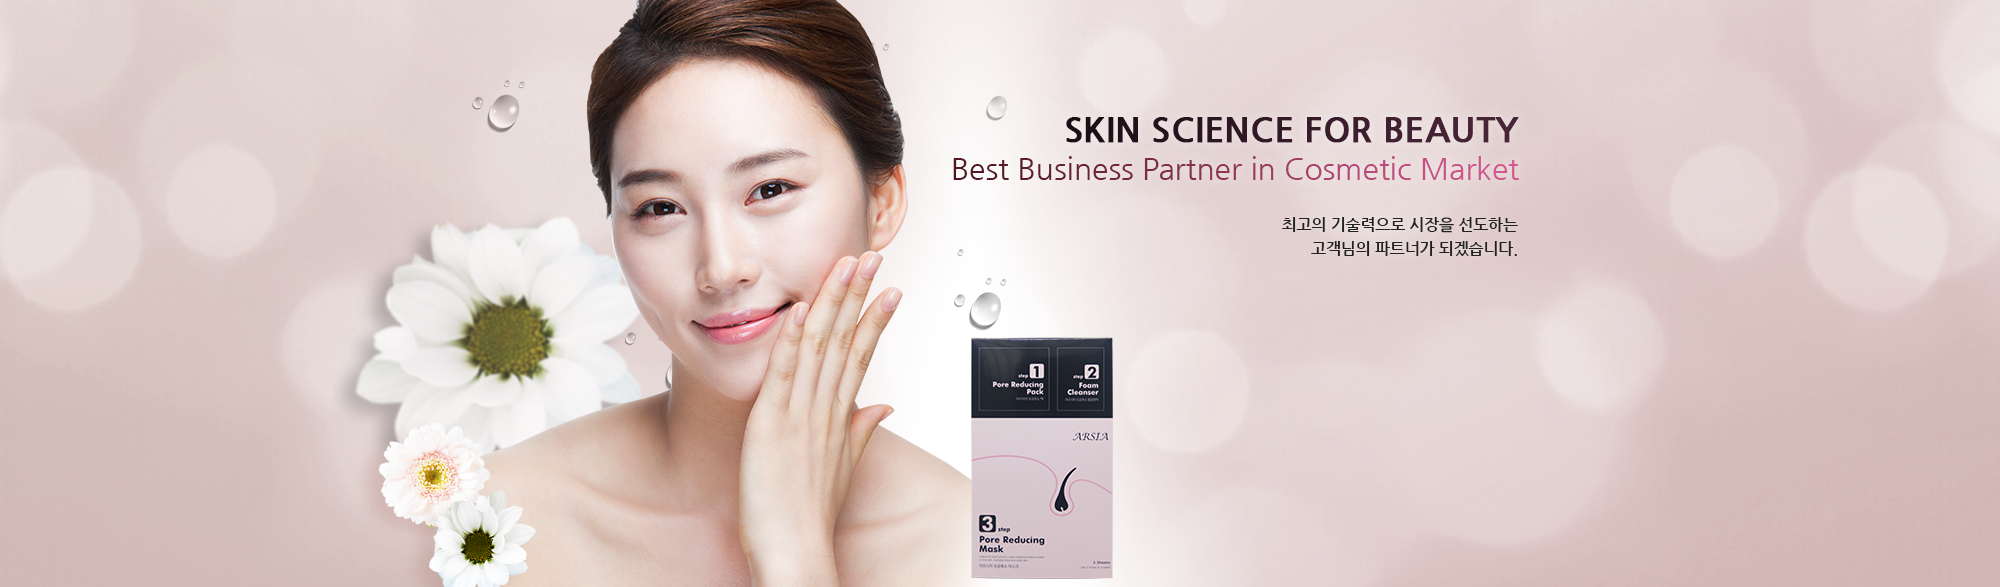 SKIN SCIENCE FOR BEAUTY
Best Business Partner in Cosmetic Market
최고의 기술력으로 시장을 선도하는
고객님의 파트너가 되겠습니다.
step 1
Pore Reducing
Pack
step 2
Foam
Cleanser
ARSIA
3 step
Pore Reducing
Mask